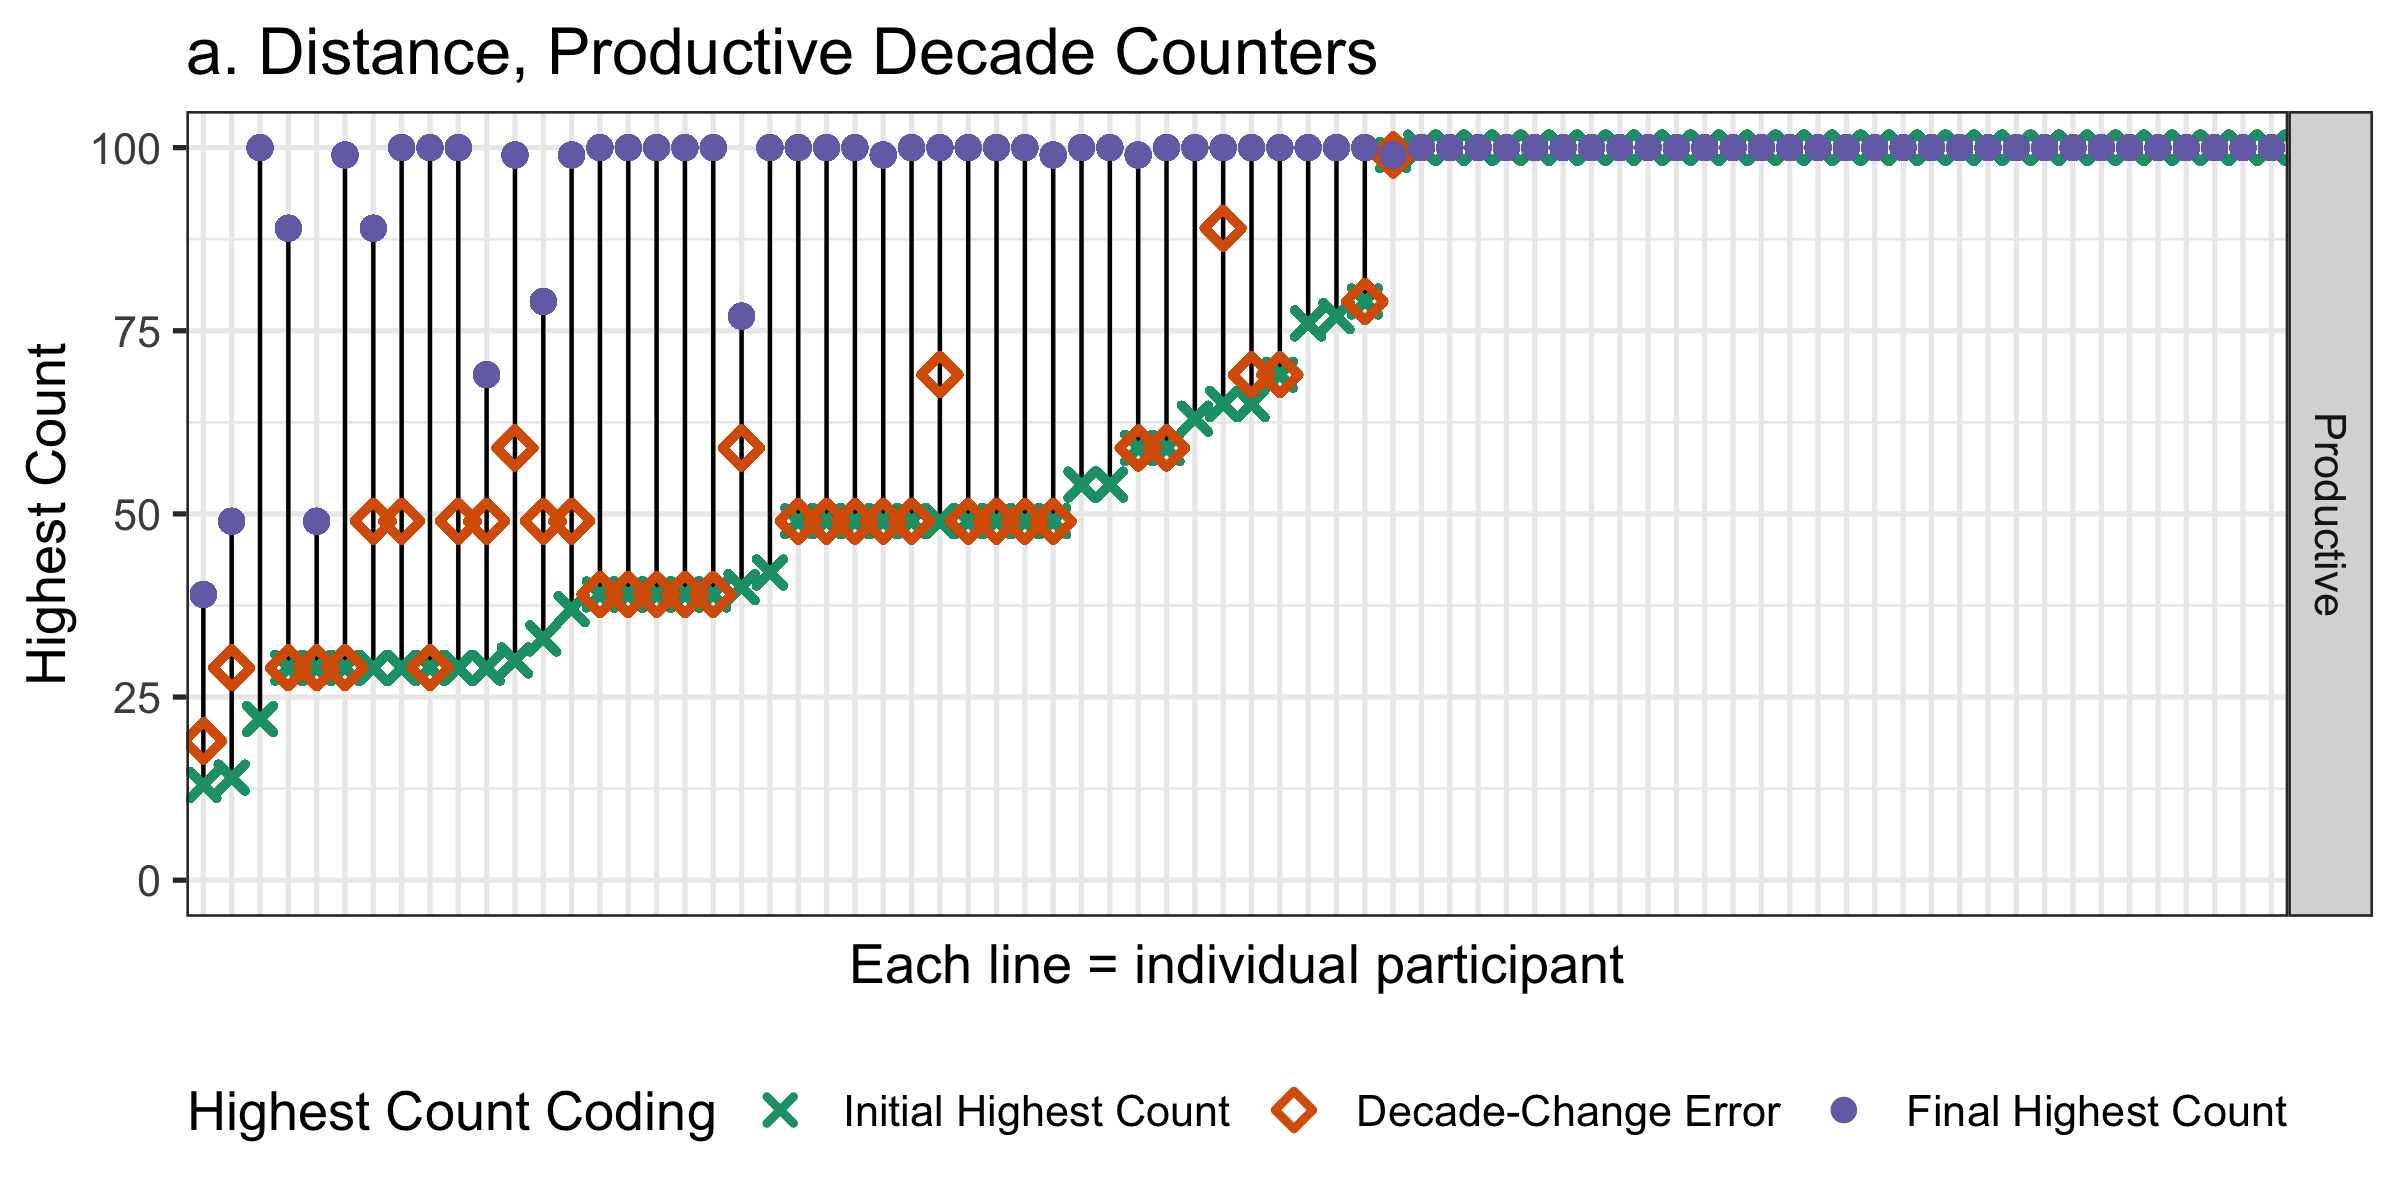 a. Distance, Productive Decade Counters
Highest Count
100
75
50
25
0
Productive
Each line = individual participant
Highest Count Coding
Initial Highest Count
Decade-Change Error
Final Highest Count